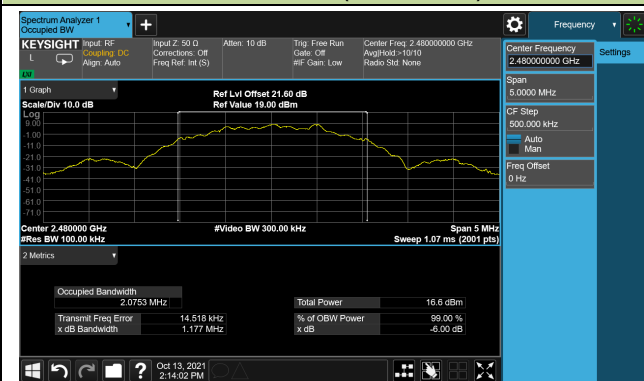 Spectrum Analyzer 1
Occupied BW
+
Frequency
KEYSIGHT
L
Input: RF
Coupling: DC
Align: Auto
Input Z: 50 Ω
Corrections: Off
Freq Ref: Int (S)
Atten: 10 dB
Trig: Free Run
Gate: Off
#IF Gain: Low
Center Freq: 2.480000000 GHz
Avg|Hold:>10/10
Radio Std: None
Center Frequency
2.480000000 GHz
Settings
Span
5.0000 MHz
CF Step
500.000 kHz
Auto
Man
Freq Offset
0 Hz
1 Graph
Scale/Div 10.0 dB
Ref Lvl Offset 21.60 dB
Ref Value 19.00 dBm
Log
9.00
-1.00
-11.0
-21.0
-31.0
-41.0
-51.0
-61.0
-71.0
Center 2.480000 GHz
#Res BW 100.00 kHz
#Video BW 300.00 kHz
Span 5 MHz
Sweep 1.07 ms (2001 pts)
2 Metrics
Occupied Bandwidth
2.0753 MHz
Total Power 16.6 dBm
Transmit Freq Error 14.518 kHz
% of OBW Power 99.00 %
x dB Bandwidth 1.177 MHz
x dB -6.00 dB
?
Oct 13, 2021
2:14:02 PM